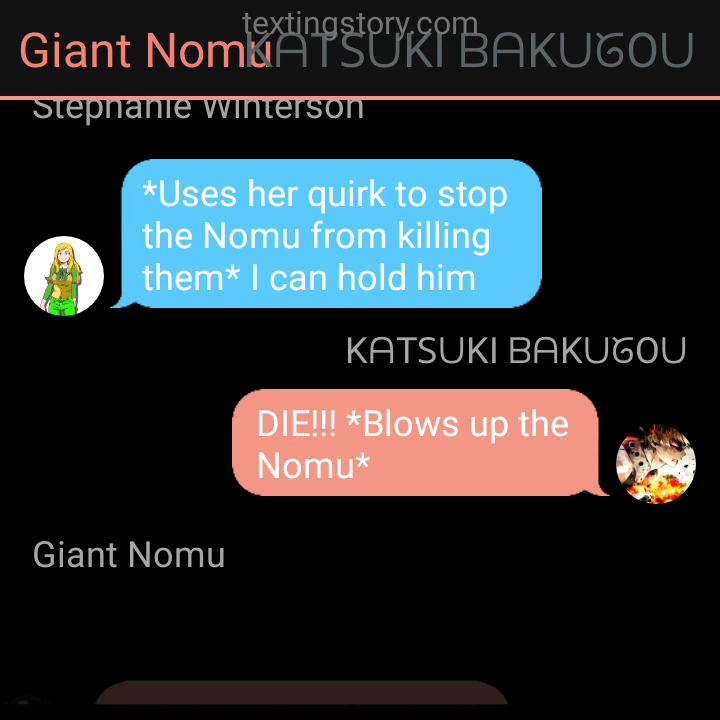 textingstory.com
Giant Nomu
KATSUKI BAKUGOU
Stephanie Winterson
*Uses her quirk to stop
the Nomu from killing
them* I can hold him
KATSUKI BAKUGOU
DIE!!! *Blows up the
Nomu*
Giant Nomu